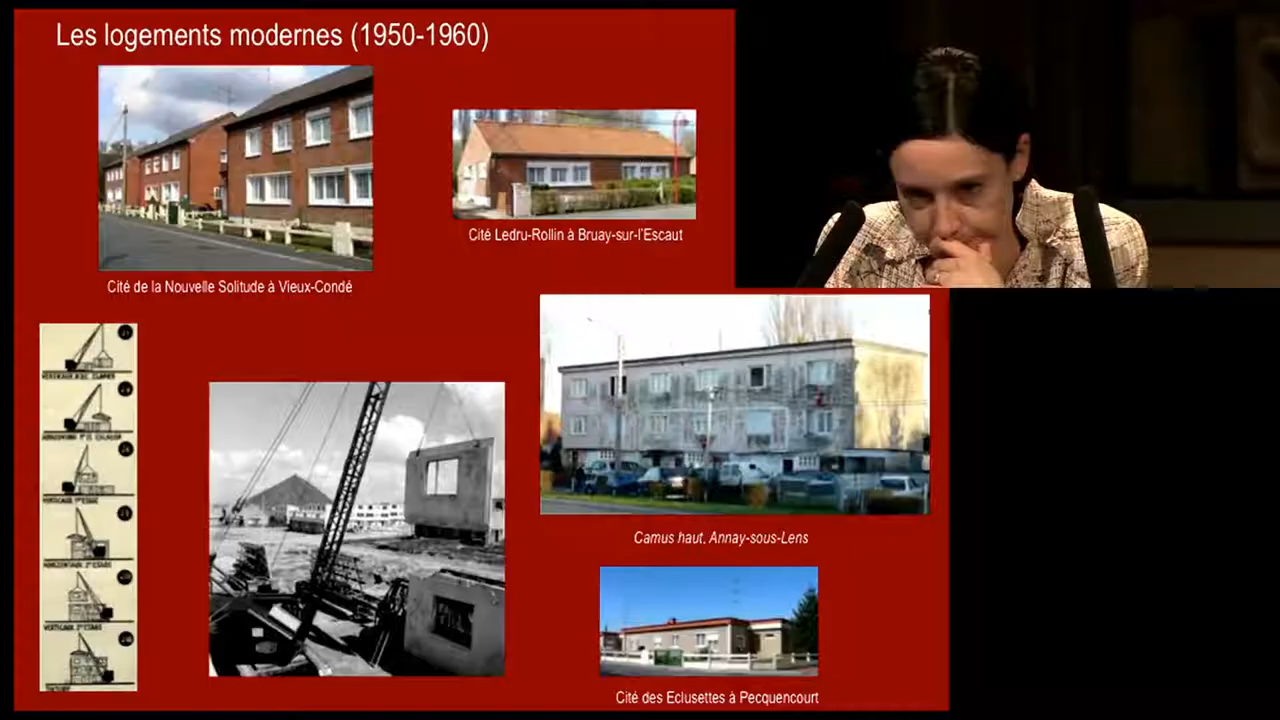 Les logements modernes (1950-1960)
Cité de la Nouvelle Solitude à Vieux-Condé
Cité Ledru-Rollin à Bruay-sur-l'Escaut
Camus haut, Annay-sous-Lens
Cité des Eclusettes à Pecquencourt